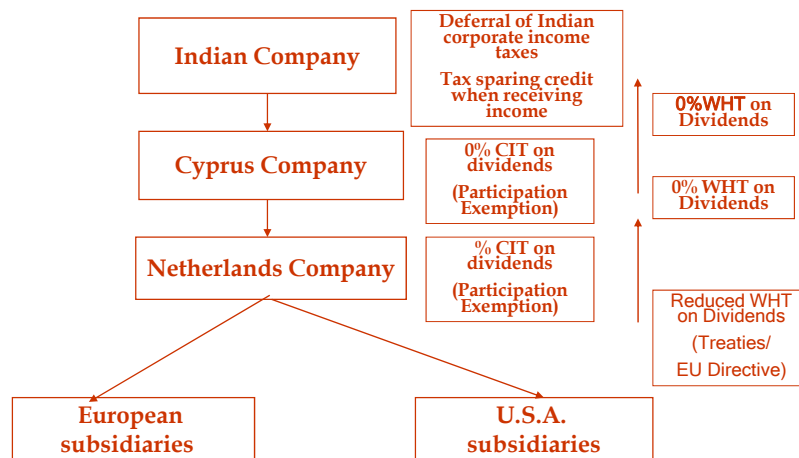 Indian Company
Deferral of Indian
corporate income
taxes
Tax sparing credit
when receiving
income
0%WHT on
Dividends
Cyprus Company
0% CIT on
dividends
(Participation
Exemption)
0% WHT on
Dividends
Netherlands Company
% CIT on
dividends
(Participation
Exemption)
Reduced WHT
on Dividends
(Treaties/
EU Directive)
European
subsidiaries
U.S.A.
subsidiaries